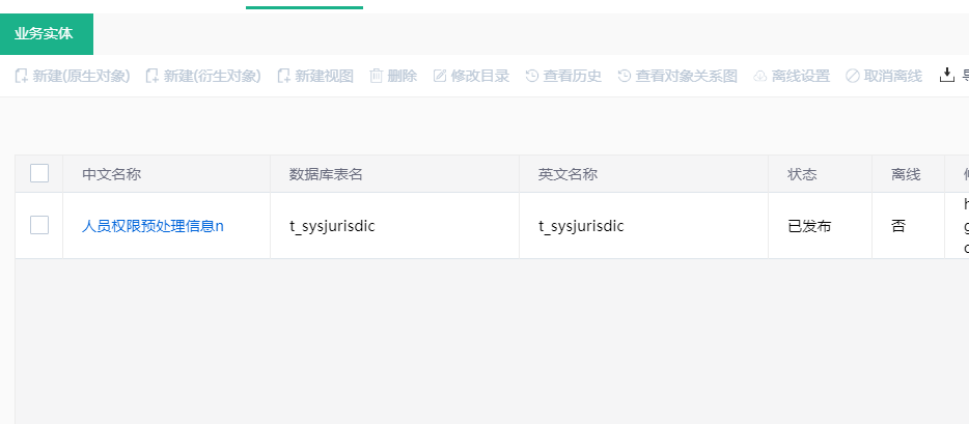 业务实体
新建(原生对象) 新建(衍生对象) 新建视图 删除 修改目录 查看历史 查看对象关系图 离线设置 取消离线
中文名称 数据库表名 英文名称 状态 离线
人员权限预处理信息n t_sysjurisdic t_sysjurisdic 已发布 否